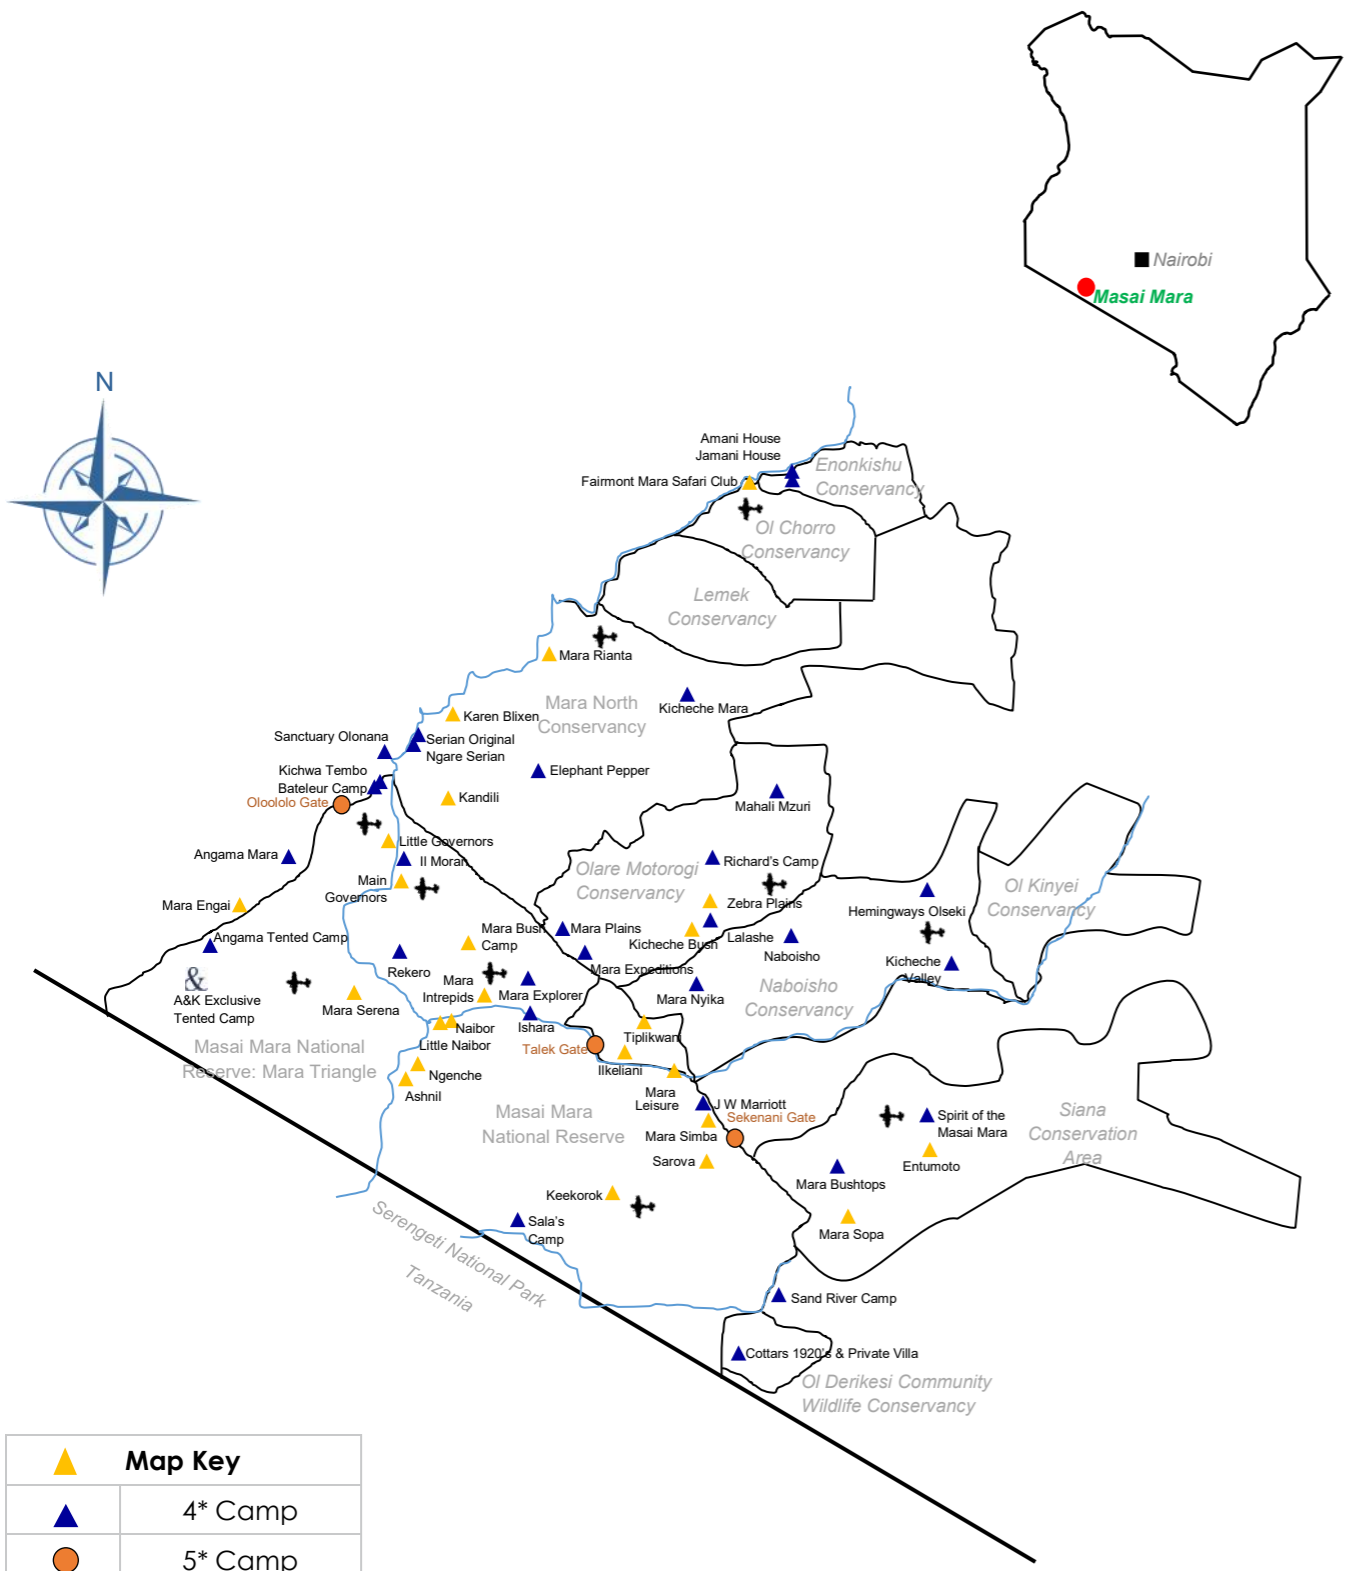 Nairobi
Masai Mara
N
Amani House
Jamani House
Fairmont Mara Safari Club
Enonkishu
Conservancy
Ol Chorro
Conservancy
Lemek
Conservancy
Mara Rianta
Mara North
Conservancy
Kicheche Mara
Karen Blixen
Sanctuary Olonana
Serian Original
Ngare Serian
Kichwa Tembo
Bateleur Camp
Oloololo Gate
Elephant Pepper
Kandili
Mahali Mzuri
Little Governors
Il Moran
Angama Mara
Main
Governors
Olare Motorogi
Conservancy
Richard's Camp
Zebra Plains
Ol Kinyei
Conservancy
Hemingways Olseki
Mara Engai
Angama Tented Camp
Mara Bush
Camp
Mara Plains
Kicheche Bush
Lalashe
Naboisho
Kicheche
Valley
Rekero
Mara Expeditions
&
A&K Exclusive
Tented Camp
Mara Serena
Mara
Intrepids
Mara Explorer
Mara Nyika
Naboisho
Conservancy
Naibor
Little Naibor
Ishara
Tiplikwani
Talek Gate
Ilkeliani
Masai Mara National
Reserve: Mara Triangle
Ngenche
Ashnil
Mara
Leisure
J W Marriott
Sekenani Gate
Masai Mara
National Reserve
Mara Simba
Sarova
Spirit of the
Masai Mara
Entumoto
Siana
Conservation
Area
Mara Bushtops
Mara Sopa
Keekorok
Sala's
Camp
Serengeti National Park
Tanzania
Sand River Camp
Cottars 1920's & Private Villa
Ol Derikesi Community
Wildlife Conservancy
Map Key
4* Camp
5* Camp